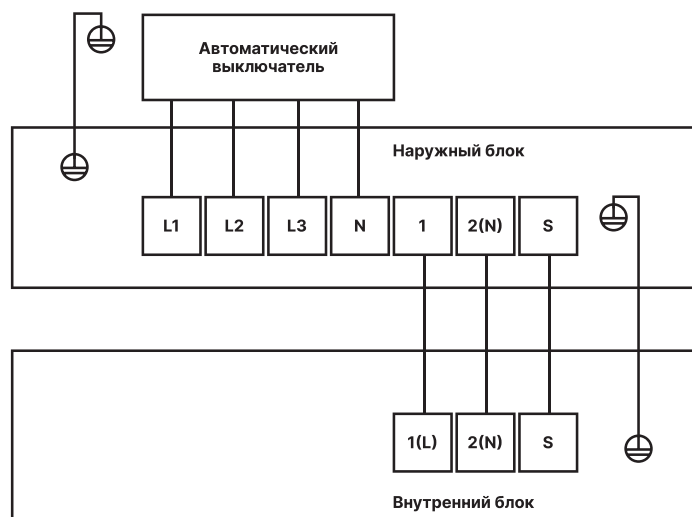 Автоматический
выключатель
Наружный блок
L1 L2 L3 N 1 2(N) S
1(L) 2(N) S
Внутренний блок